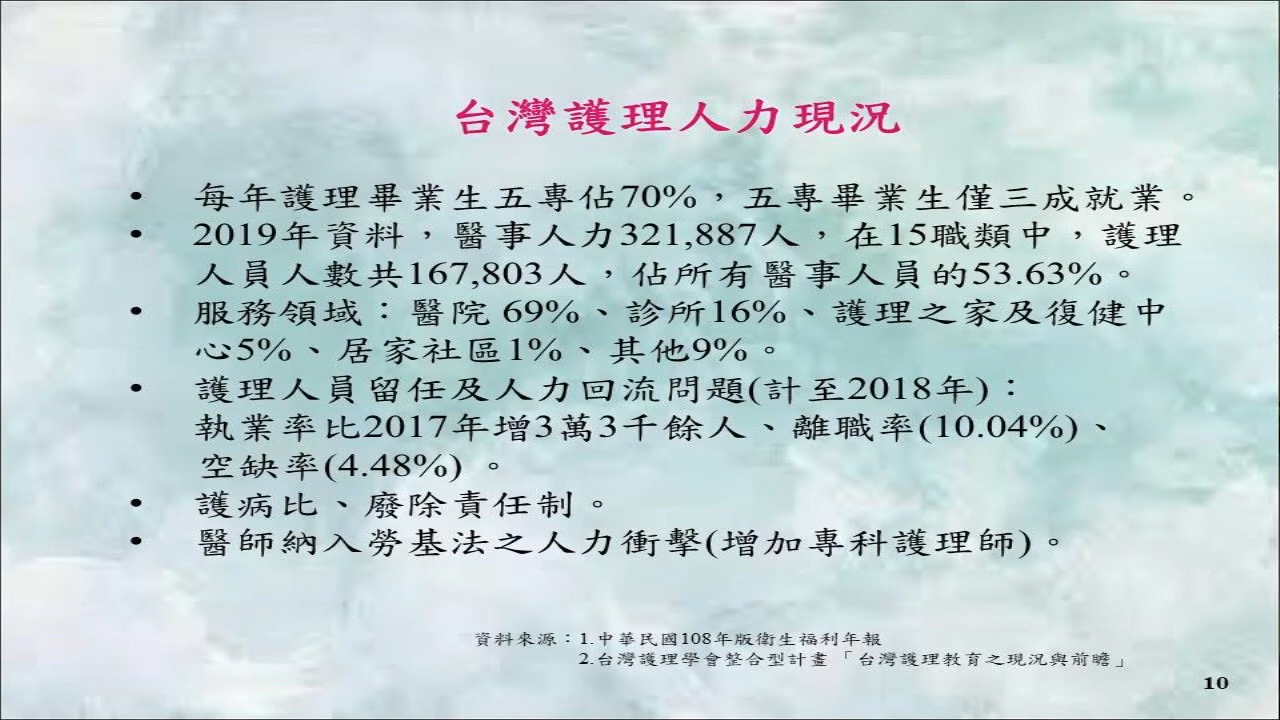 台灣護理人力現況
• 每年護理畢業生五專佔70%，五專畢業生僅三成就業。
• 2019年資料，醫事人力321,887人，在15職類中，護理
人員人數共167,803人，佔所有醫事人員的53.63%。
• 服務領域：醫院 69%、診所16%、護理之家及復健中
心5%、居家社區1%、其他9%。
• 護理人員留任及人力回流問題(計至2018年)：
執業率比2017年增3萬3千餘人、離職率(10.04%)、
空缺率(4.48%) 。
• 護病比、廢除責任制。
• 醫師納入勞基法之人力衝擊(增加專科護理師)。
資料來源：1.中華民國108年版衛生福利年報
2.台灣護理學會整合型計畫「台灣護理教育之現況與前瞻」
10